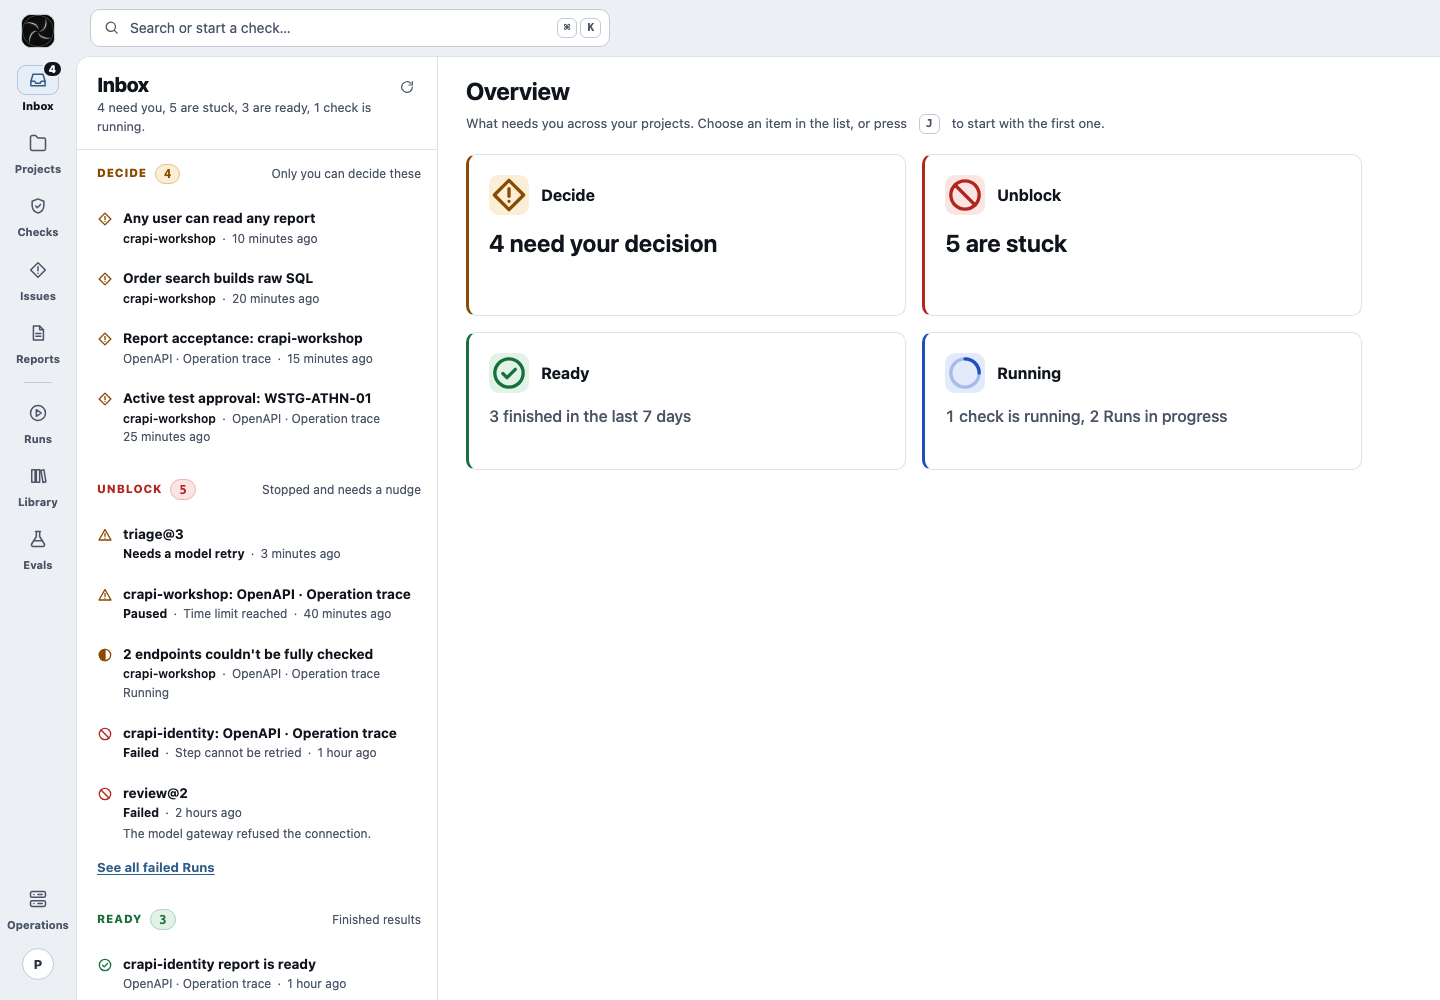 Search or start a check...
⌘ K
4
Inbox
Projects
Checks
Issues
Reports
Runs
Library
Evals
Operations
P
Inbox
4 need you, 5 are stuck, 3 are ready, 1 check is
running.
DECIDE 4 Only you can decide these
Any user can read any report
crapi-workshop · 10 minutes ago
Order search builds raw SQL
crapi-workshop · 20 minutes ago
Report acceptance: crapi-workshop
OpenAPI · Operation trace · 15 minutes ago
Active test approval: WSTG-ATHN-01
crapi-workshop · OpenAPI · Operation trace
25 minutes ago
UNBLOCK 5 Stopped and needs a nudge
triage@3
Needs a model retry · 3 minutes ago
crapi-workshop: OpenAPI · Operation trace
Paused · Time limit reached · 40 minutes ago
2 endpoints couldn't be fully checked
crapi-workshop · OpenAPI · Operation trace
Running
crapi-identity: OpenAPI · Operation trace
Failed · Step cannot be retried · 1 hour ago
review@2
Failed · 2 hours ago
The model gateway refused the connection.
See all failed Runs
READY 3 Finished results
crapi-identity report is ready
OpenAPI · Operation trace · 1 hour ago
Overview
What needs you across your projects. Choose an item in the list, or press J to start with the first one.
Decide
4 need your decision
Unblock
5 are stuck
Ready
3 finished in the last 7 days
Running
1 check is running, 2 Runs in progress